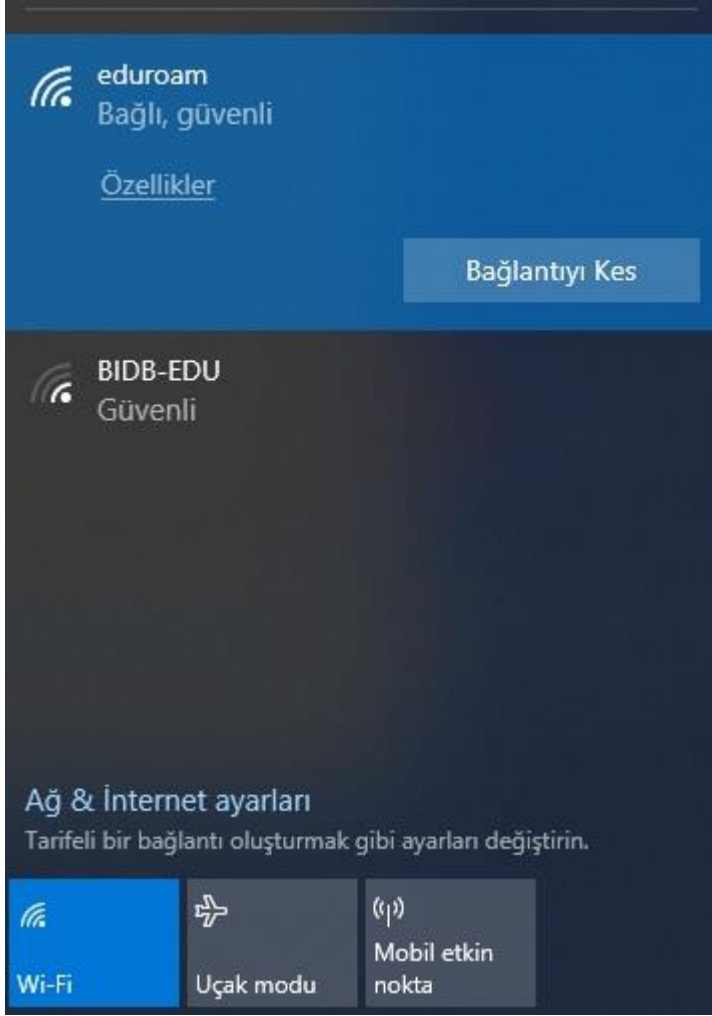 eduroam
Bağlı, güvenli
Özellikler
Bağlantıyı Kes
BIDB-EDU
Güvenli
Ağ & İnternet ayarları
Tarifeli bir bağlantı oluşturmak gibi ayarları değiştirin.
Wi-Fi
Uçak modu
Mobil etkin
nokta